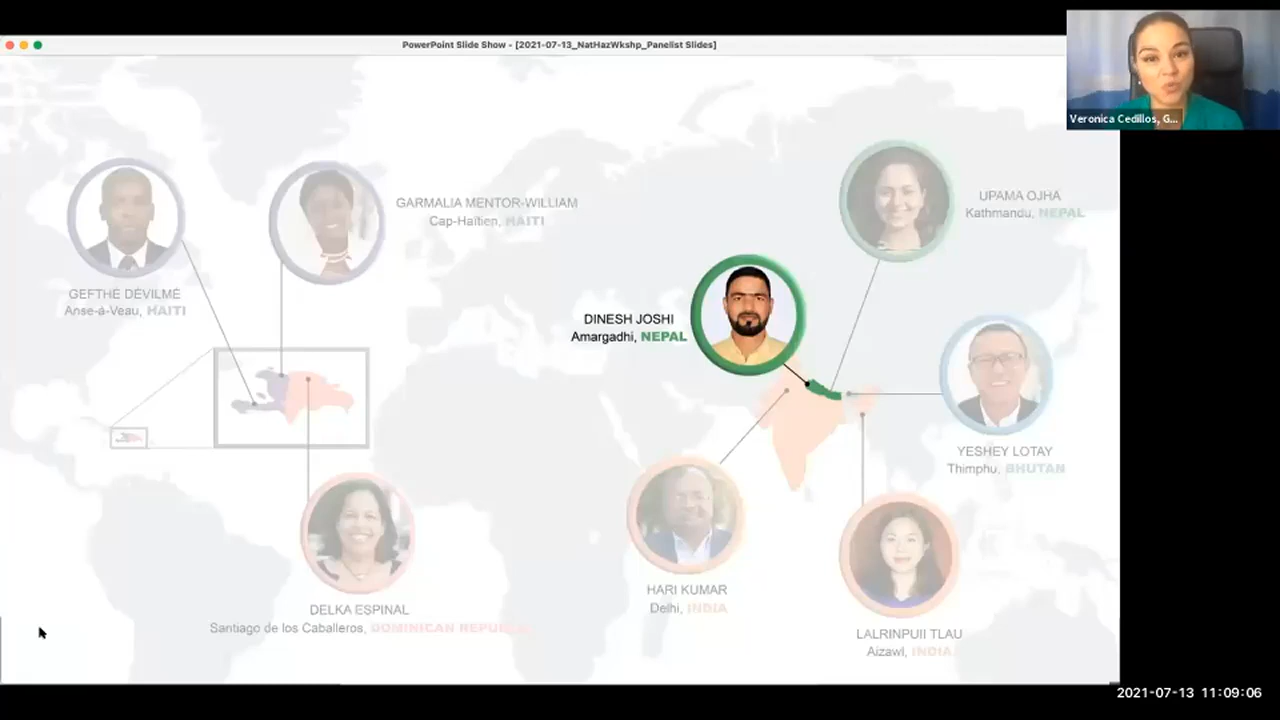 PowerPoint Slide Show - [2021-07-13_NatHazWkshp_Panelist Slides]
Veronica Cedillos, G...
GARMALIA MENTOR-WILLIAM
Cap-Haïtien, HAITI
UPAMA OJHA
Kathmandu, NEPAL
GEFTHE DÉVILMÉ
Anse-à-Veau, HAITI
DINESH JOSHI
Amargadhi, NEPAL
YESHEY LOTAY
Thimphu, BHUTAN
HARI KUMAR
Delhi, INDIA
DELKA ESPINAL
Santiago de los Caballeros, DOMINICAN REPUBLIC
LALRINPUII TLAU
Aizawl, INDIA
2021-07-13 11:09:06